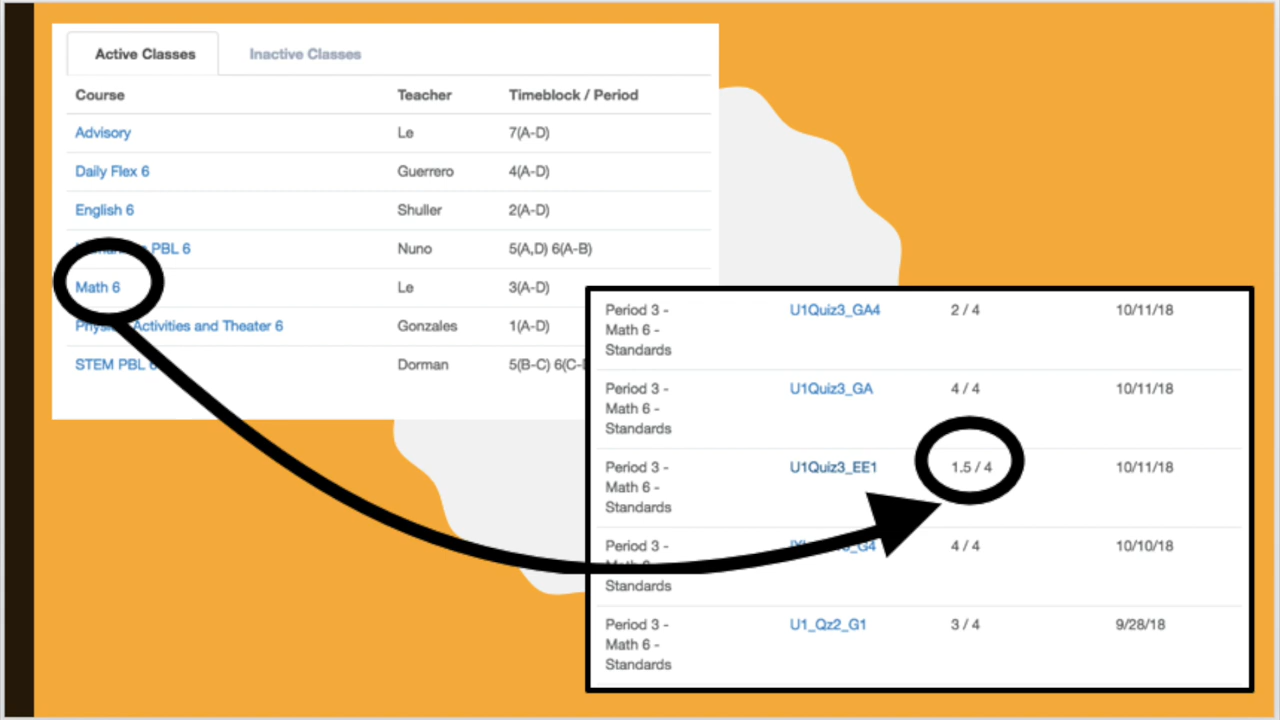 Active Classes Inactive Classes
Course Teacher Timeblock / Period
Advisory Le 7(A-D)
Daily Flex 6 Guerrero 4(A-D)
English 6 Shuller 2(A-D)
PBL 6 Nuno 5(A,D) 6(A-B)
Math 6 Le 3(A-D)
Activities and Theater 6 Gonzales 1(A-D)
STEM PBL Dorman 5(B-C)
Period 3 - U1Quiz3_GA4 2 / 4 10/11/18
Math 6 -
Standards
Period 3 - U1Quiz3_GA 4 / 4 10/11/18
Math 6 -
Standards
Period 3 - U1Quiz3_EE1 1.5 / 4 10/11/18
Math 6 -
Standards
Period 3 - 4 / 4 10/10/18
Math 6 -
Standards
Period 3 - U1_Qz2_G1 3 / 4 9/28/18
Math 6 -
Standards